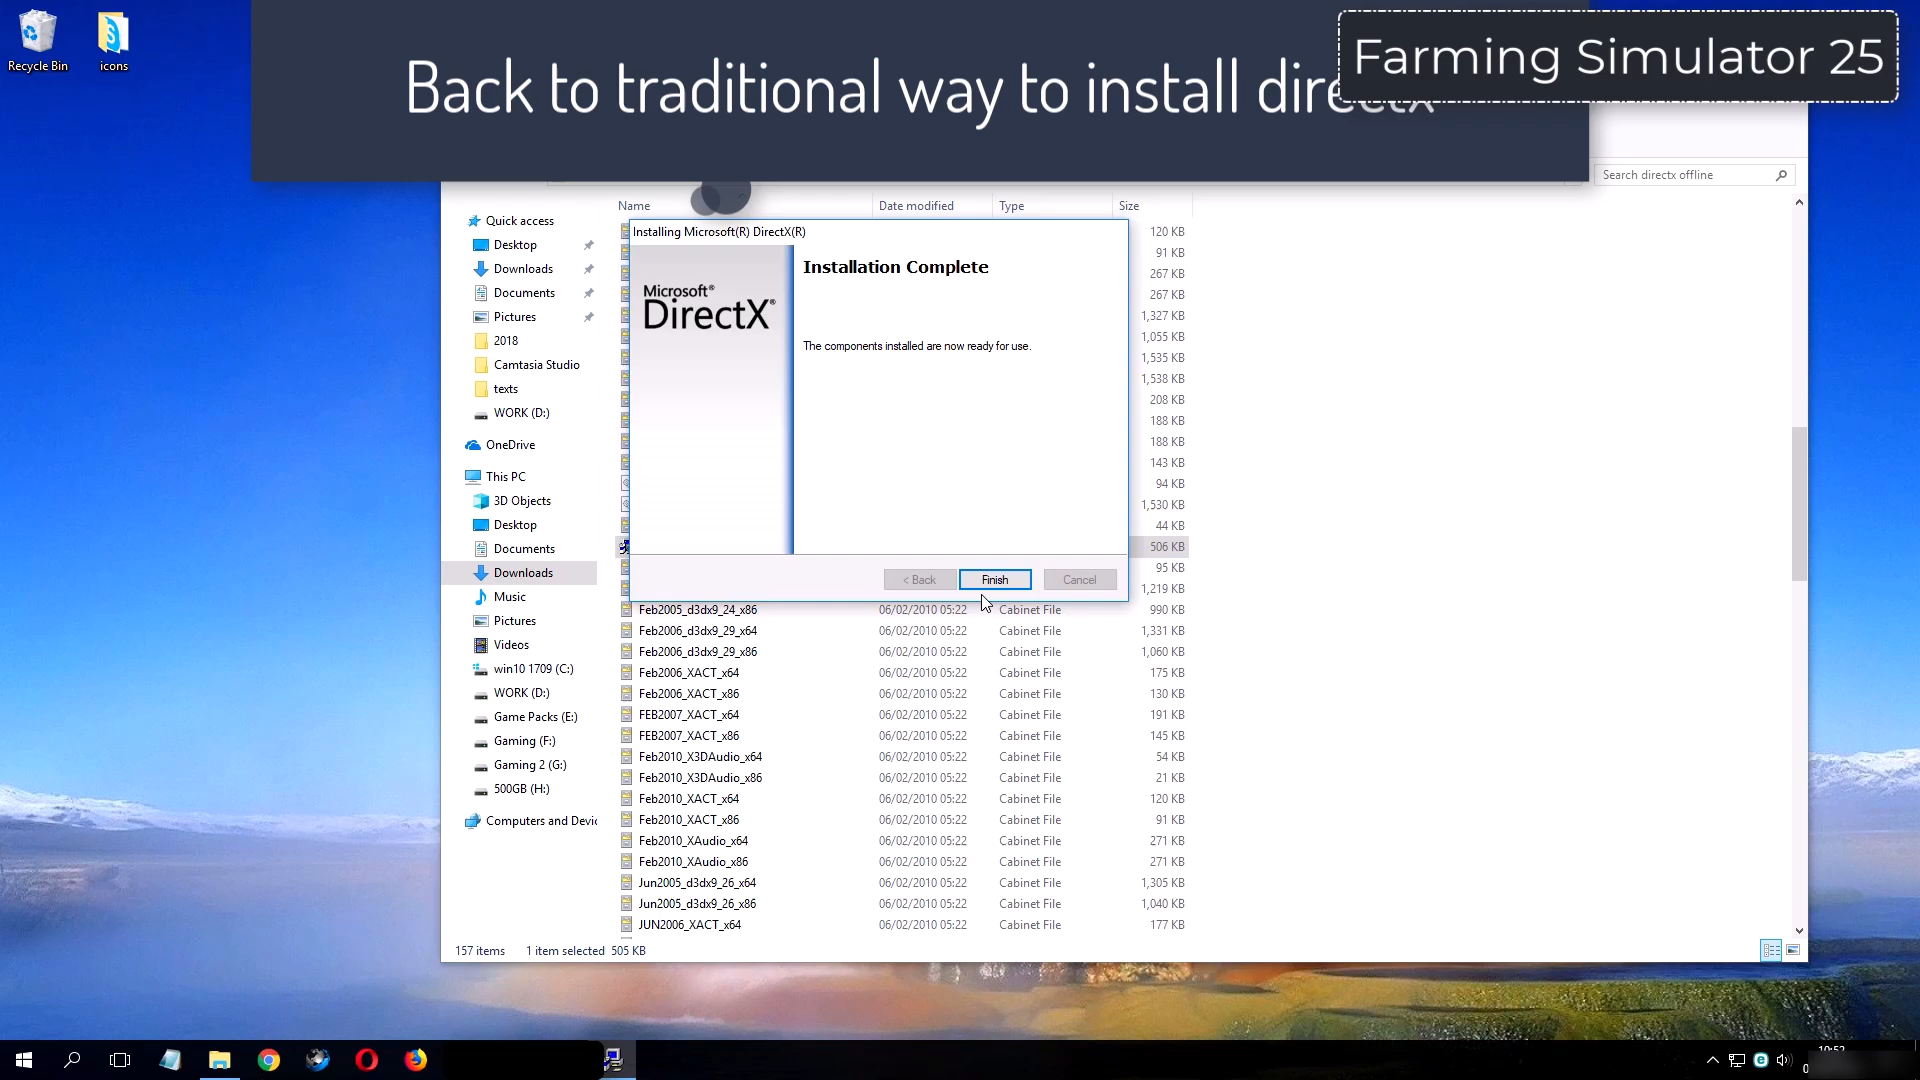 Recycle Bin
icons
Back to traditional way to install directx
Farming Simulator 25
Search directx offline
Name
Date modified
Type
Size
Quick access
Desktop
Downloads
Documents
Pictures
2018
Camtasia Studio
texts
WORK (D:)
OneDrive
This PC
3D Objects
Desktop
Documents
Downloads
Music
Pictures
Videos
win10 1709 (C:)
WORK (D:)
Game Packs (E:)
Gaming (F:)
Gaming 2 (G:)
500GB (H:)
Computers and Devic
Installing Microsoft(R) DirectX(R)
Microsoft®
DirectX®
Installation Complete
The components installed are now ready for use.
< Back
Finish
Cancel
120 KB
91 KB
267 KB
267 KB
1,327 KB
1,055 KB
1,535 KB
1,538 KB
208 KB
188 KB
188 KB
143 KB
94 KB
1,530 KB
44 KB
506 KB
95 KB
1,219 KB
Feb2005_d3dx9_24_x86 06/02/2010 05:22 Cabinet File 990 KB
Feb2006_d3dx9_29_x64 06/02/2010 05:22 Cabinet File 1,331 KB
Feb2006_d3dx9_29_x86 06/02/2010 05:22 Cabinet File 1,060 KB
Feb2006_XACT_x64 06/02/2010 05:22 Cabinet File 175 KB
Feb2006_XACT_x86 06/02/2010 05:22 Cabinet File 130 KB
FEB2007_XACT_x64 06/02/2010 05:22 Cabinet File 191 KB
FEB2007_XACT_x86 06/02/2010 05:22 Cabinet File 145 KB
Feb2010_X3DAudio_x64 06/02/2010 05:22 Cabinet File 54 KB
Feb2010_X3DAudio_x86 06/02/2010 05:22 Cabinet File 21 KB
Feb2010_XACT_x64 06/02/2010 05:22 Cabinet File 120 KB
Feb2010_XACT_x86 06/02/2010 05:22 Cabinet File 91 KB
Feb2010_XAudio_x64 06/02/2010 05:22 Cabinet File 271 KB
Feb2010_XAudio_x86 06/02/2010 05:22 Cabinet File 271 KB
Jun2005_d3dx9_26_x64 06/02/2010 05:22 Cabinet File 1,305 KB
Jun2005_d3dx9_26_x86 06/02/2010 05:22 Cabinet File 1,040 KB
JUN2006_XACT_x64 06/02/2010 05:22 Cabinet File 177 KB
157 items 1 item selected 505 KB